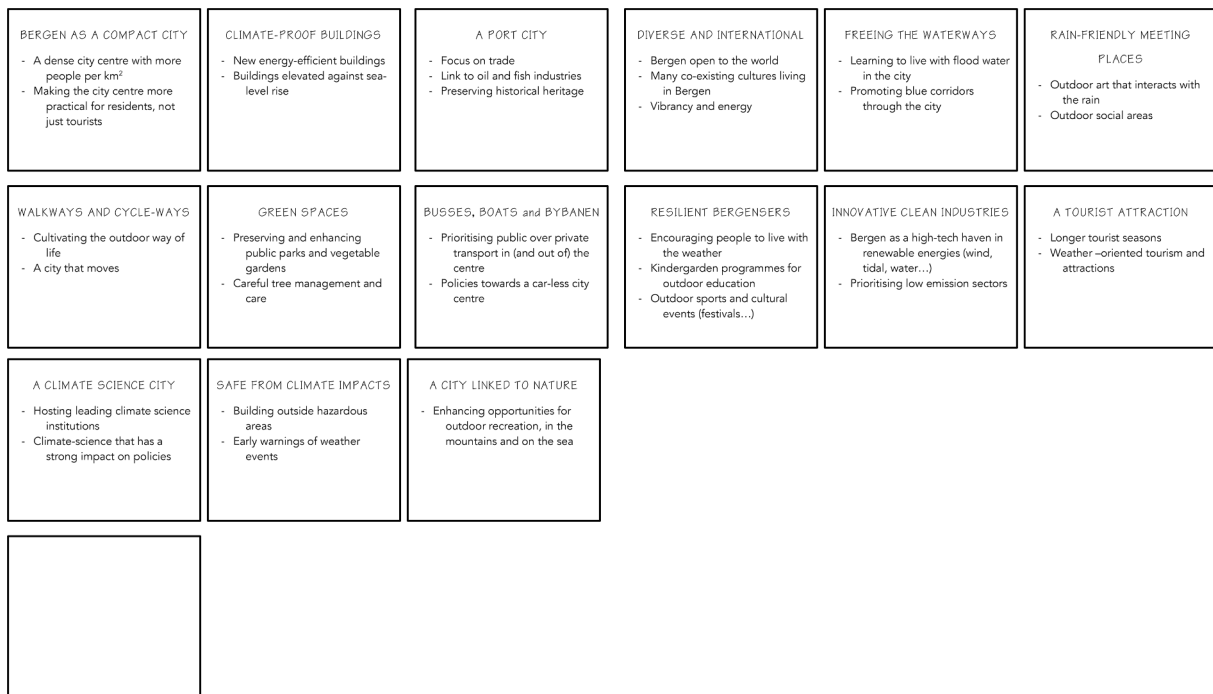 BERGEN AS A COMPACT CITY
- A dense city centre with more
people per km²
- Making the city centre more
practical for residents, not
just tourists
CLIMATE-PROOF BUILDINGS
- New energy-efficient buildings
- Buildings elevated against sea-
level rise
A PORT CITY
- Focus on trade
- Link to oil and fish industries
- Preserving historical heritage
DIVERSE AND INTERNATIONAL
- Bergen open to the world
- Many co-existing cultures living
in Bergen
- Vibrancy and energy
FREEING THE WATERWAYS
- Learning to live with flood water
in the city
- Promoting blue corridors
through the city
RAIN-FRIENDLY MEETING
PLACES
- Outdoor art that interacts with
the rain
- Outdoor social areas
WALKWAYS AND CYCLE-WAYS
- Cultivating the outdoor way of
life
- A city that moves
GREEN SPACES
- Preserving and enhancing
public parks and vegetable
gardens
- Careful tree management and
care
BUSSES, BOATS and BYBANEN
- Prioritising public over private
transport in (and out of) the
centre
- Policies towards a car-less city
centre
RESILIENT BERGENSERS
- Encouraging people to live with
the weather
- Kindergarden programmes for
outdoor education
- Outdoor sports and cultural
events (festivals...)
INNOVATIVE CLEAN INDUSTRIES
- Bergen as a high-tech haven in
renewable energies (wind,
tidal, water...)
- Prioritising low emission sectors
A TOURIST ATTRACTION
- Longer tourist seasons
- Weather –oriented tourism and
attractions
A CLIMATE SCIENCE CITY
- Hosting leading climate science
institutions
- Climate-science that has a
strong impact on policies
SAFE FROM CLIMATE IMPACTS
- Building outside hazardous
areas
- Early warnings of weather
events
A CITY LINKED TO NATURE
- Enhancing opportunities for
outdoor recreation, in the
mountains and on the sea